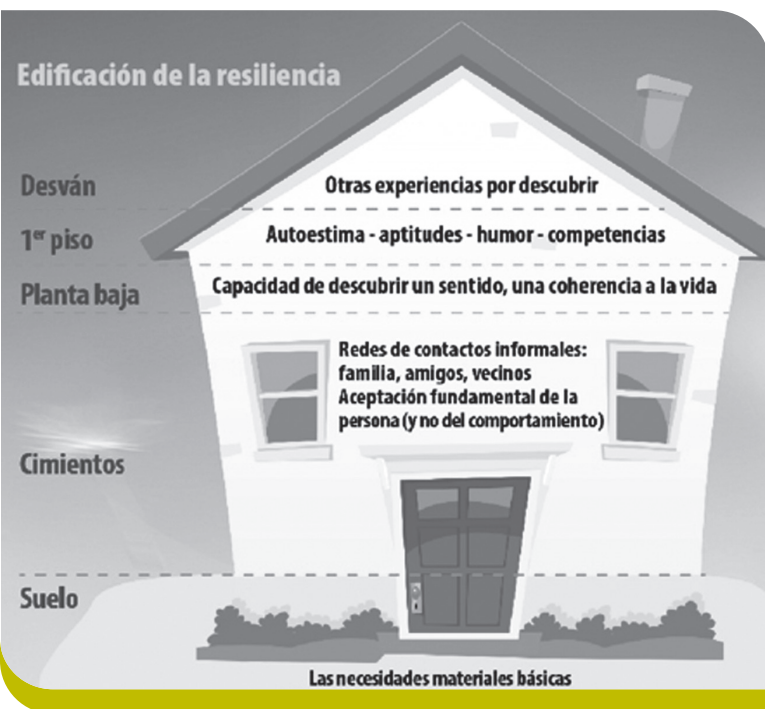 Edificación de la resiliencia
Desván
Otras experiencias por descubrir
1er piso
Autoestima - aptitudes - humor - competencias
Planta baja
Capacidad de descubrir un sentido, una coherencia a la vida
Redes de contactos informales:
familia, amigos, vecinos
Aceptación fundamental de la
persona (y no del comportamiento)
Cimientos
Suelo
Las necesidades materiales básicas